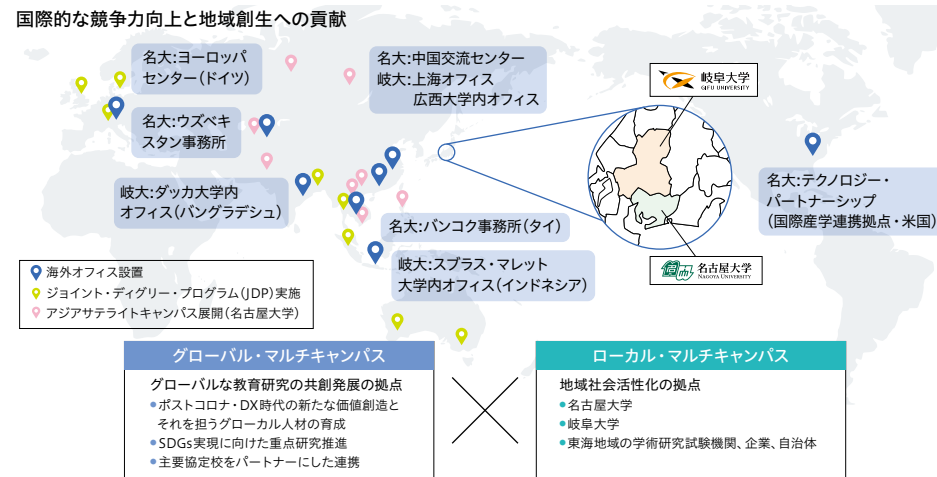 国際的な競争力向上と地域創生への貢献
名大:ヨーロッパ
センター(ドイツ)
名大:中国交流センター
岐大:上海オフィス
広西大学内オフィス
岐阜大学
GIFU UNIVERSITY
名大:ウズベキ
スタン事務所
岐大:ダッカ大学内
オフィス(バングラデシュ)
名大:テクノロジー・
パートナーシップ
(国際産学連携拠点・米国)
名大:バンコク事務所(タイ)
岐大:スブラス・マレット
大学内オフィス(インドネシア)
名大
名古屋大学
NAGOYA UNIVERSITY
海外オフィス設置
ジョイント・ディグリー・プログラム(JDP)実施
アジアサテライトキャンパス展開(名古屋大学)
グローバル・マルチキャンパス
グローバルな教育研究の共創発展の拠点
●ポストコロナ・DX時代の新たな価値創造と
それを担うグローカル人材の育成
●SDGs実現に向けた重点研究推進
●主要協定校をパートナーにした連携
ローカル・マルチキャンパス
地域社会活性化の拠点
●名古屋大学
●岐阜大学
●東海地域の学術研究試験機関、企業、自治体